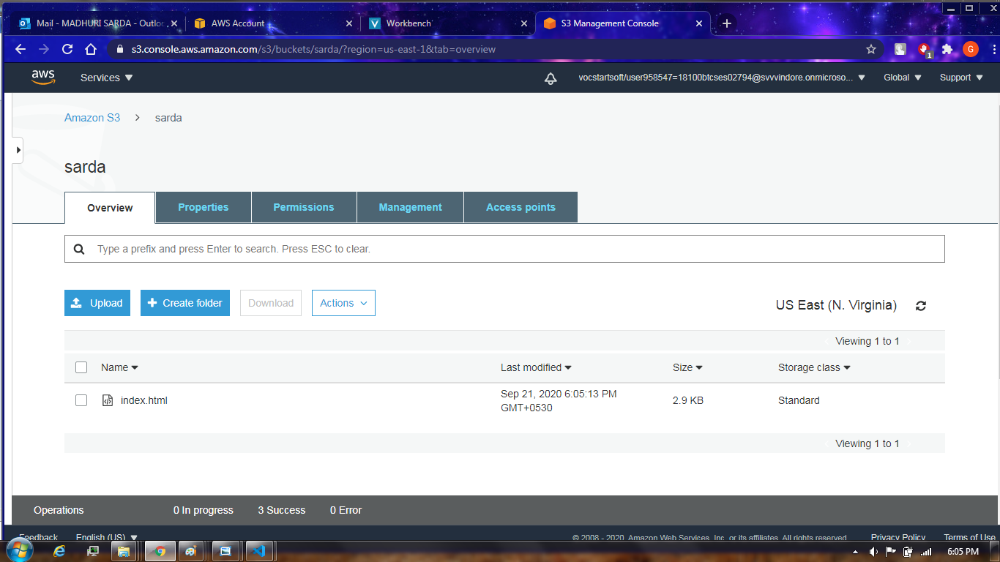 Mail - MADHURI SARDA - Outloo
AWS Account
Workbench
S3 Management Console
s3.console.aws.amazon.com/s3/buckets/sarda/?region=us-east-1&tab=overview
1
G
aws
Services
vocstartsoft/user958547=18100btcses02794@svvvindore.onmicroso...
Global
Support
Amazon S3 > sarda
sarda
Overview
Properties
Permissions
Management
Access points
Type a prefix and press Enter to search. Press ESC to clear.
Upload
Create folder
Download
Actions
US East (N. Virginia)
Viewing 1 to 1
Name
Last modified
Size
Storage class
index.html
Sep 21, 2020 6:05:13 PM
GMT+0530
2.9 KB
Standard
Viewing 1 to 1
Operations
0 In progress
3 Success
0 Error
Feedback
English (US)
© 2008 - 2020, Amazon Web Services, Inc. or its affiliates. All rights reserved.
Privacy Policy
Terms of Use
6:05 PM